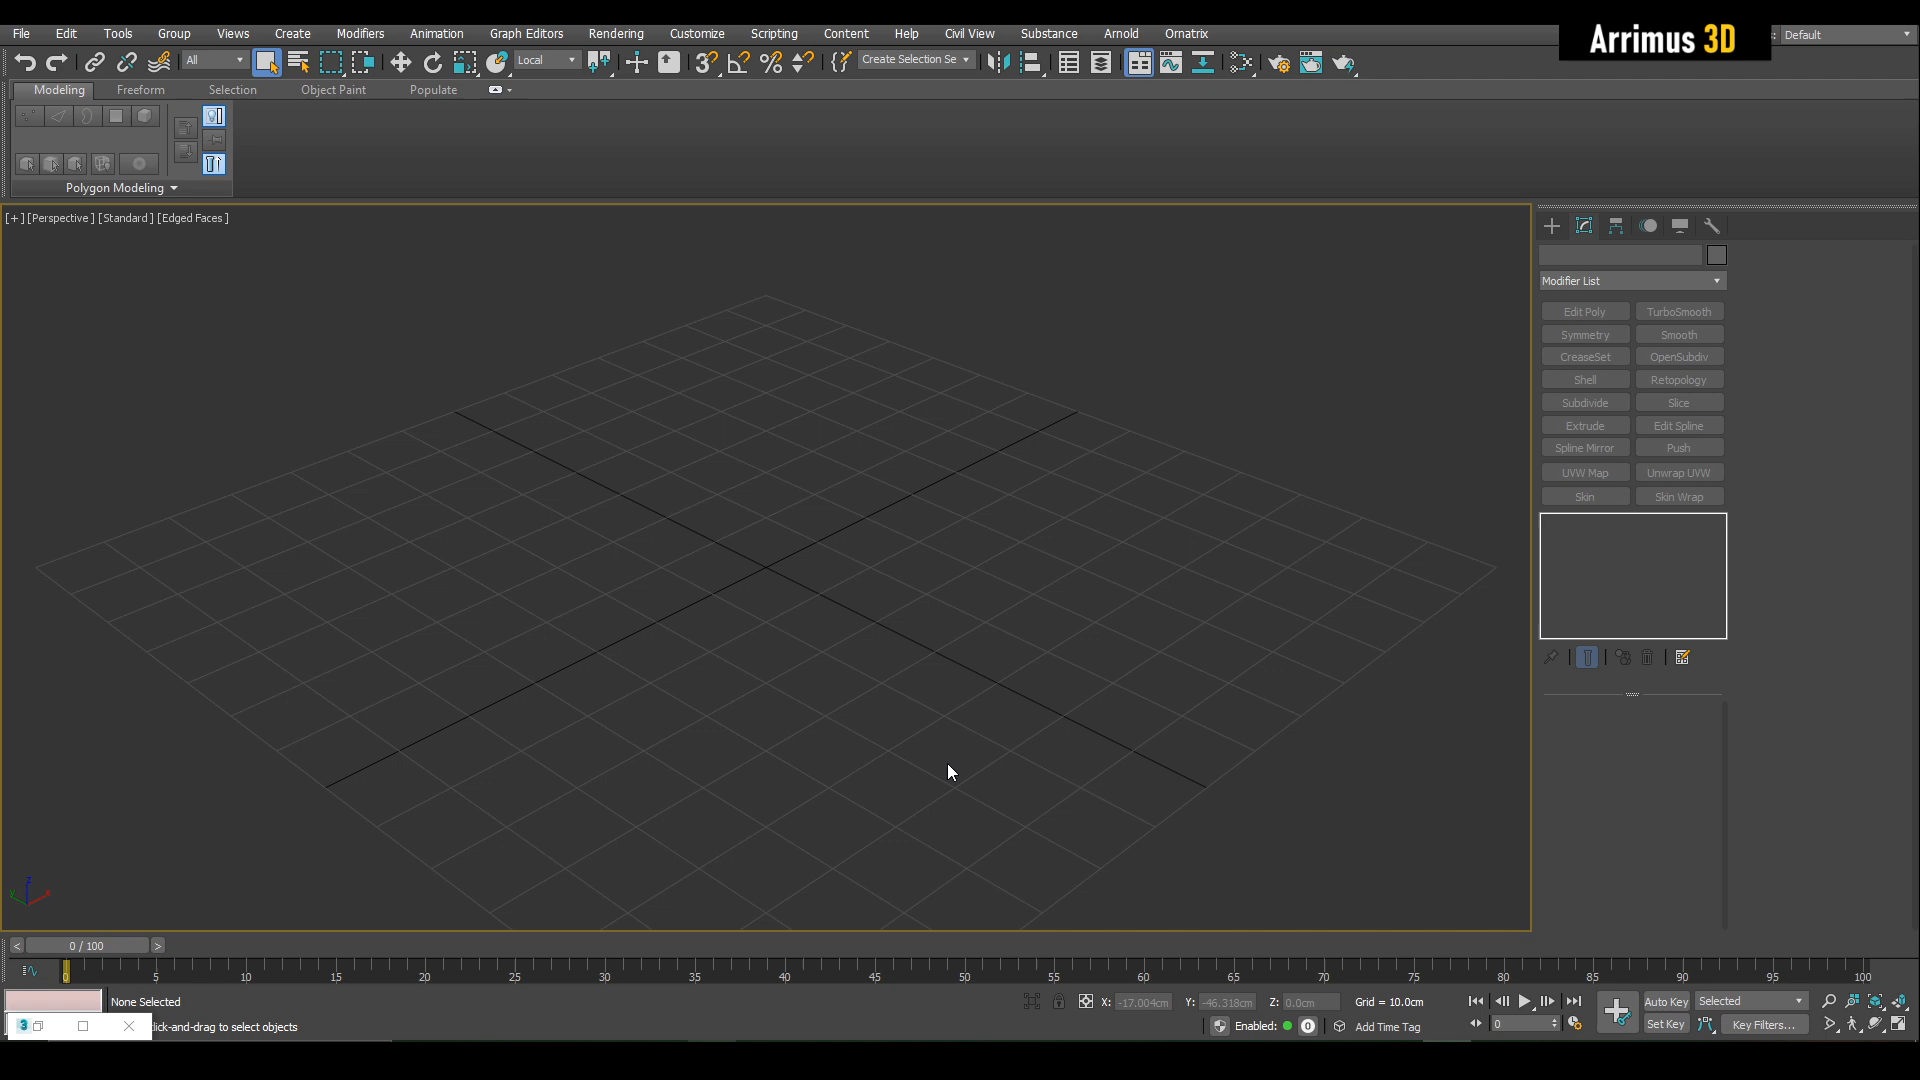 Arrimus 3D
File Edit Tools Group Views Create Modifiers Animation Graph Editors Rendering Customize Scripting Content Help Civil View Substance Arnold Ornatrix : Default
All Local Create Selection Se
Modeling Freeform Selection Object Paint Populate
Polygon Modeling
[+] [Perspective] [Standard] [Edged Faces]
Modifier List
Edit Poly TurboSmooth
Symmetry Smooth
CreaseSet OpenSubdiv
Shell Retopology
Subdivide Slice
Extrude Edit Spline
Spline Mirror Push
UVW Map Unwrap UVW
Skin Skin Wrap
z
y x
< 0 / 100 >
0 5 10 15 20 25 30 35 40 45 50 55 60 65 70 75 80 85 90 95 100
None Selected X: -17.004cm Y: -46.318cm Z: 0.0cm Grid = 10.0cm Auto Key Selected
3 lick-and-drag to select objects Enabled: 0 Add Time Tag 0 Set Key Key Filters...